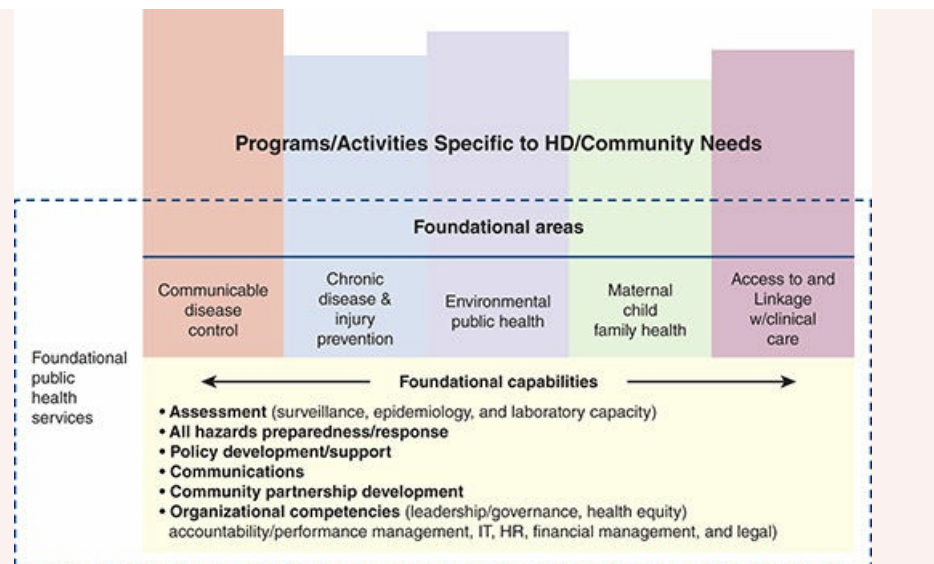 Programs/Activities Specific to HD/Community Needs
Foundational areas
Communicable
disease
control
Chronic
disease &
injury
prevention
Environmental
public health
Maternal
child
family health
Access to and
Linkage
w/clinical
care
Foundational
public
health
services
Foundational capabilities
• Assessment (surveillance, epidemiology, and laboratory capacity)
• All hazards preparedness/response
• Policy development/support
• Communications
• Community partnership development
• Organizational competencies (leadership/governance, health equity)
accountability/performance management, IT, HR, financial management, and legal)